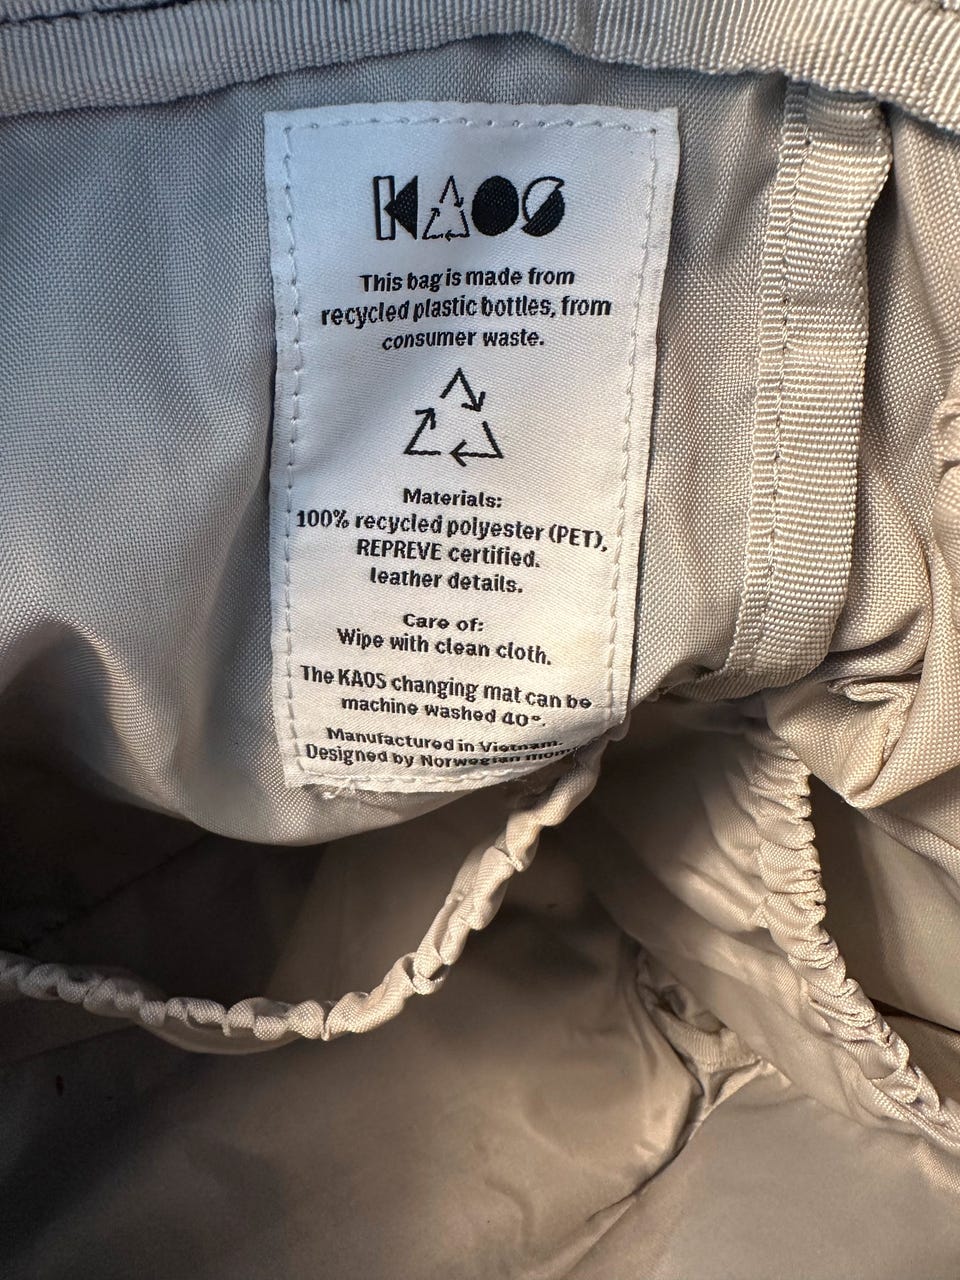 KAOS
This bag is made from
recycled plastic bottles, from
consumer waste.
Materials:
100% recycled polyester (PET),
REPREVE certified.
leather details.
Care of:
Wipe with clean cloth.
The KAOS changing mat can be
machine washed 40°.
Manufactured in Vietnam.
Designed by Norwegian